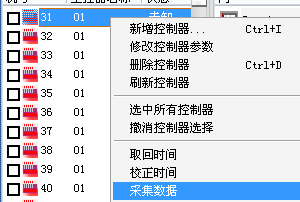 31 01 未知
32 01
33 01
34 01
35 01
36 01
37 01
38 01
39 01
40 01
新增控制器... Ctrl+I
修改控制器参数
删除控制器 Ctrl+D
刷新控制器
选中所有控制器
撤消控制器选择
取回时间
校正时间
采集数据